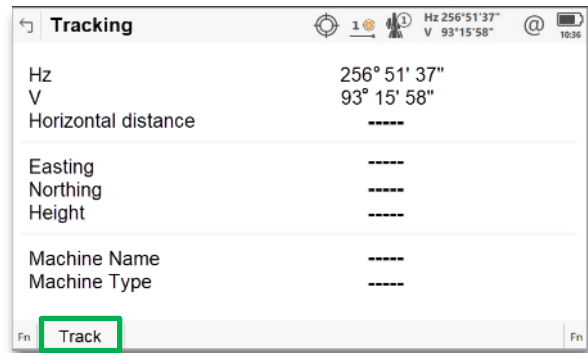 Tracking
1
1
Hz 256°51'37"
V 93°15'58"
@
10:36
Hz 256° 51' 37"
V 93° 15' 58"
Horizontal distance -----
Easting -----
Northing -----
Height -----
Machine Name -----
Machine Type -----
Fn Track Fn